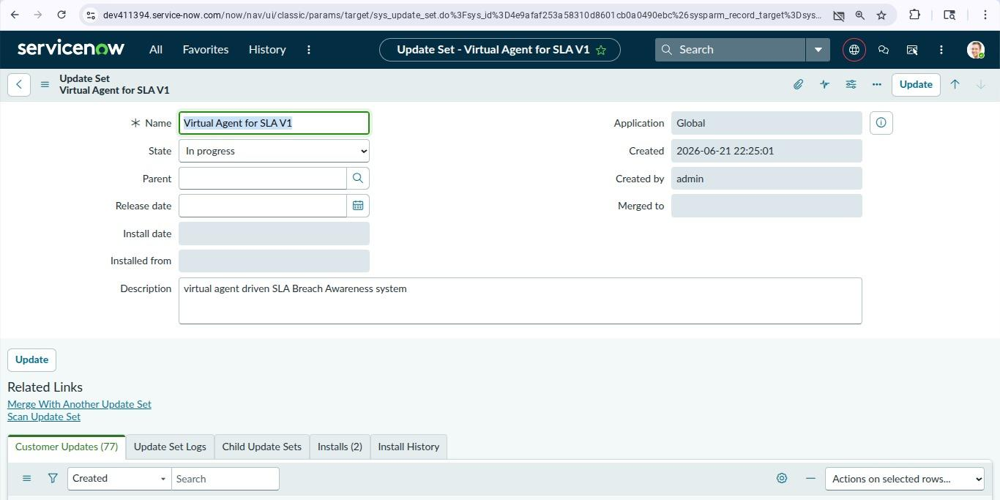 dev411394.service-now.com/now/nav/ui/classic/params/target/sys_update_set.do%3Fsys_id%3D4e9afaf253a58310d8601cb0a0490ebc%26sysparm_record_target%3Dsys...
servicenow All Favorites History Update Set - Virtual Agent for SLA V1 Search
Update Set
Virtual Agent for SLA V1
Update
Name Virtual Agent for SLA V1 Application Global
State In progress Created 2026-06-21 22:25:01
Parent Created by admin
Release date Merged to
Install date
Installed from
Description virtual agent driven SLA Breach Awareness system
Update
Related Links
Merge With Another Update Set
Scan Update Set
Customer Updates (77) Update Set Logs Child Update Sets Installs (2) Install History
Created Search Actions on selected rows...